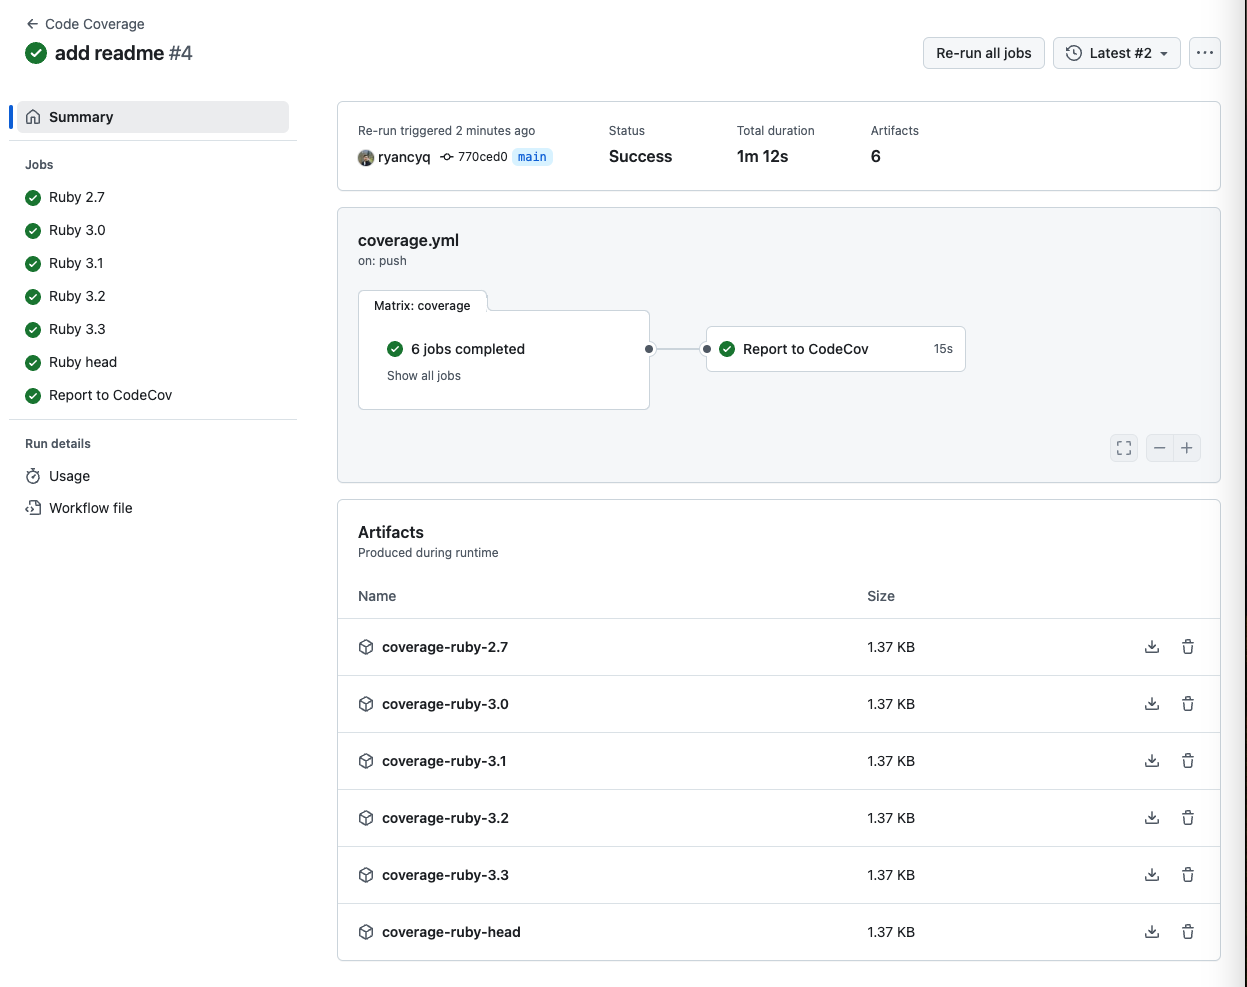 Code Coverage
add readme #4
Re-run all jobs
Latest #2
Summary
Jobs
Ruby 2.7
Ruby 3.0
Ruby 3.1
Ruby 3.2
Ruby 3.3
Ruby head
Report to CodeCov
Run details
Usage
Workflow file
Re-run triggered 2 minutes ago
ryancyq 770ced0 main
Status
Success
Total duration
1m 12s
Artifacts
6
coverage.yml
on: push
Matrix: coverage
6 jobs completed
Show all jobs
Report to CodeCov 15s
Artifacts
Produced during runtime
Name Size
coverage-ruby-2.7 1.37 KB
coverage-ruby-3.0 1.37 KB
coverage-ruby-3.1 1.37 KB
coverage-ruby-3.2 1.37 KB
coverage-ruby-3.3 1.37 KB
coverage-ruby-head 1.37 KB